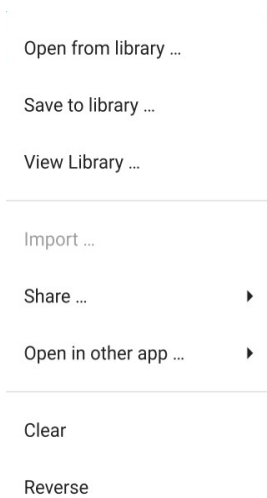 Open from library ...
Save to library ...
View Library ...
Import ...
Share ...
Open in other app ...
Clear
Reverse